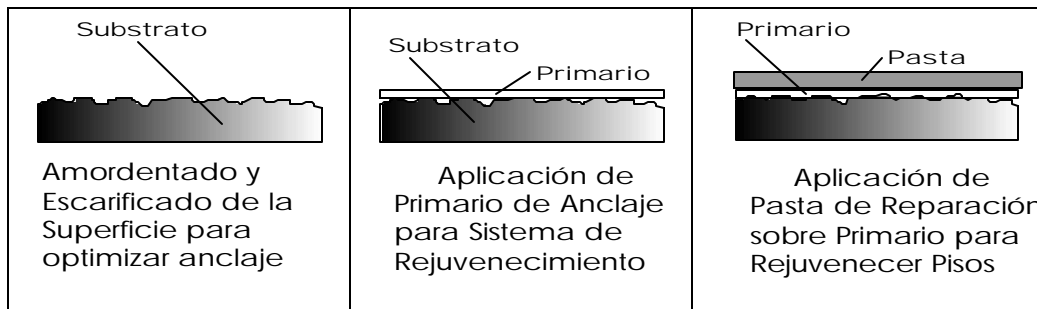 Substrato
Amordentado y
Escarificado de la
Superficie para
optimizar anclaje
Substrato
Primario
Aplicación de
Primario de Anclaje
para Sistema de
Rejuvenecimiento
Primario
Pasta
Aplicación de
Pasta de Reparación
sobre Primario para
Rejuvenecer Pisos